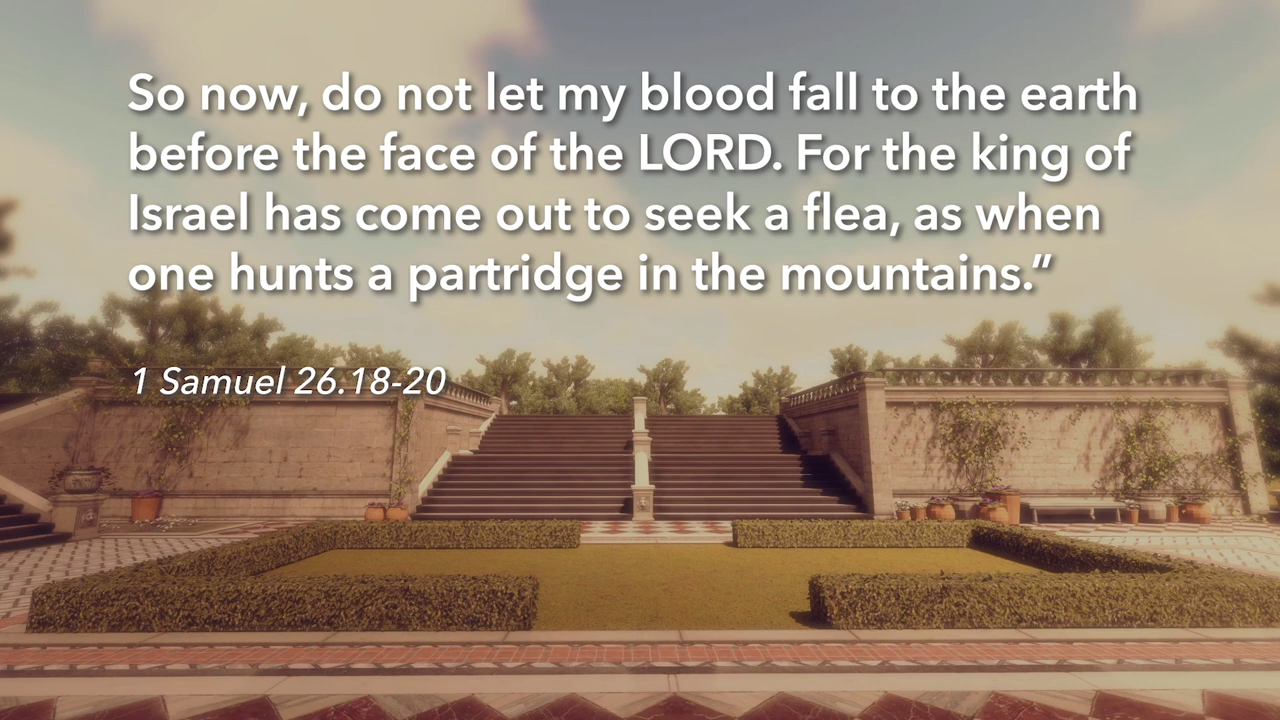 So now, do not let my blood fall to the earth
before the face of the LORD. For the king of
Israel has come out to seek a flea, as when
one hunts a partridge in the mountains.”
1 Samuel 26.18-20